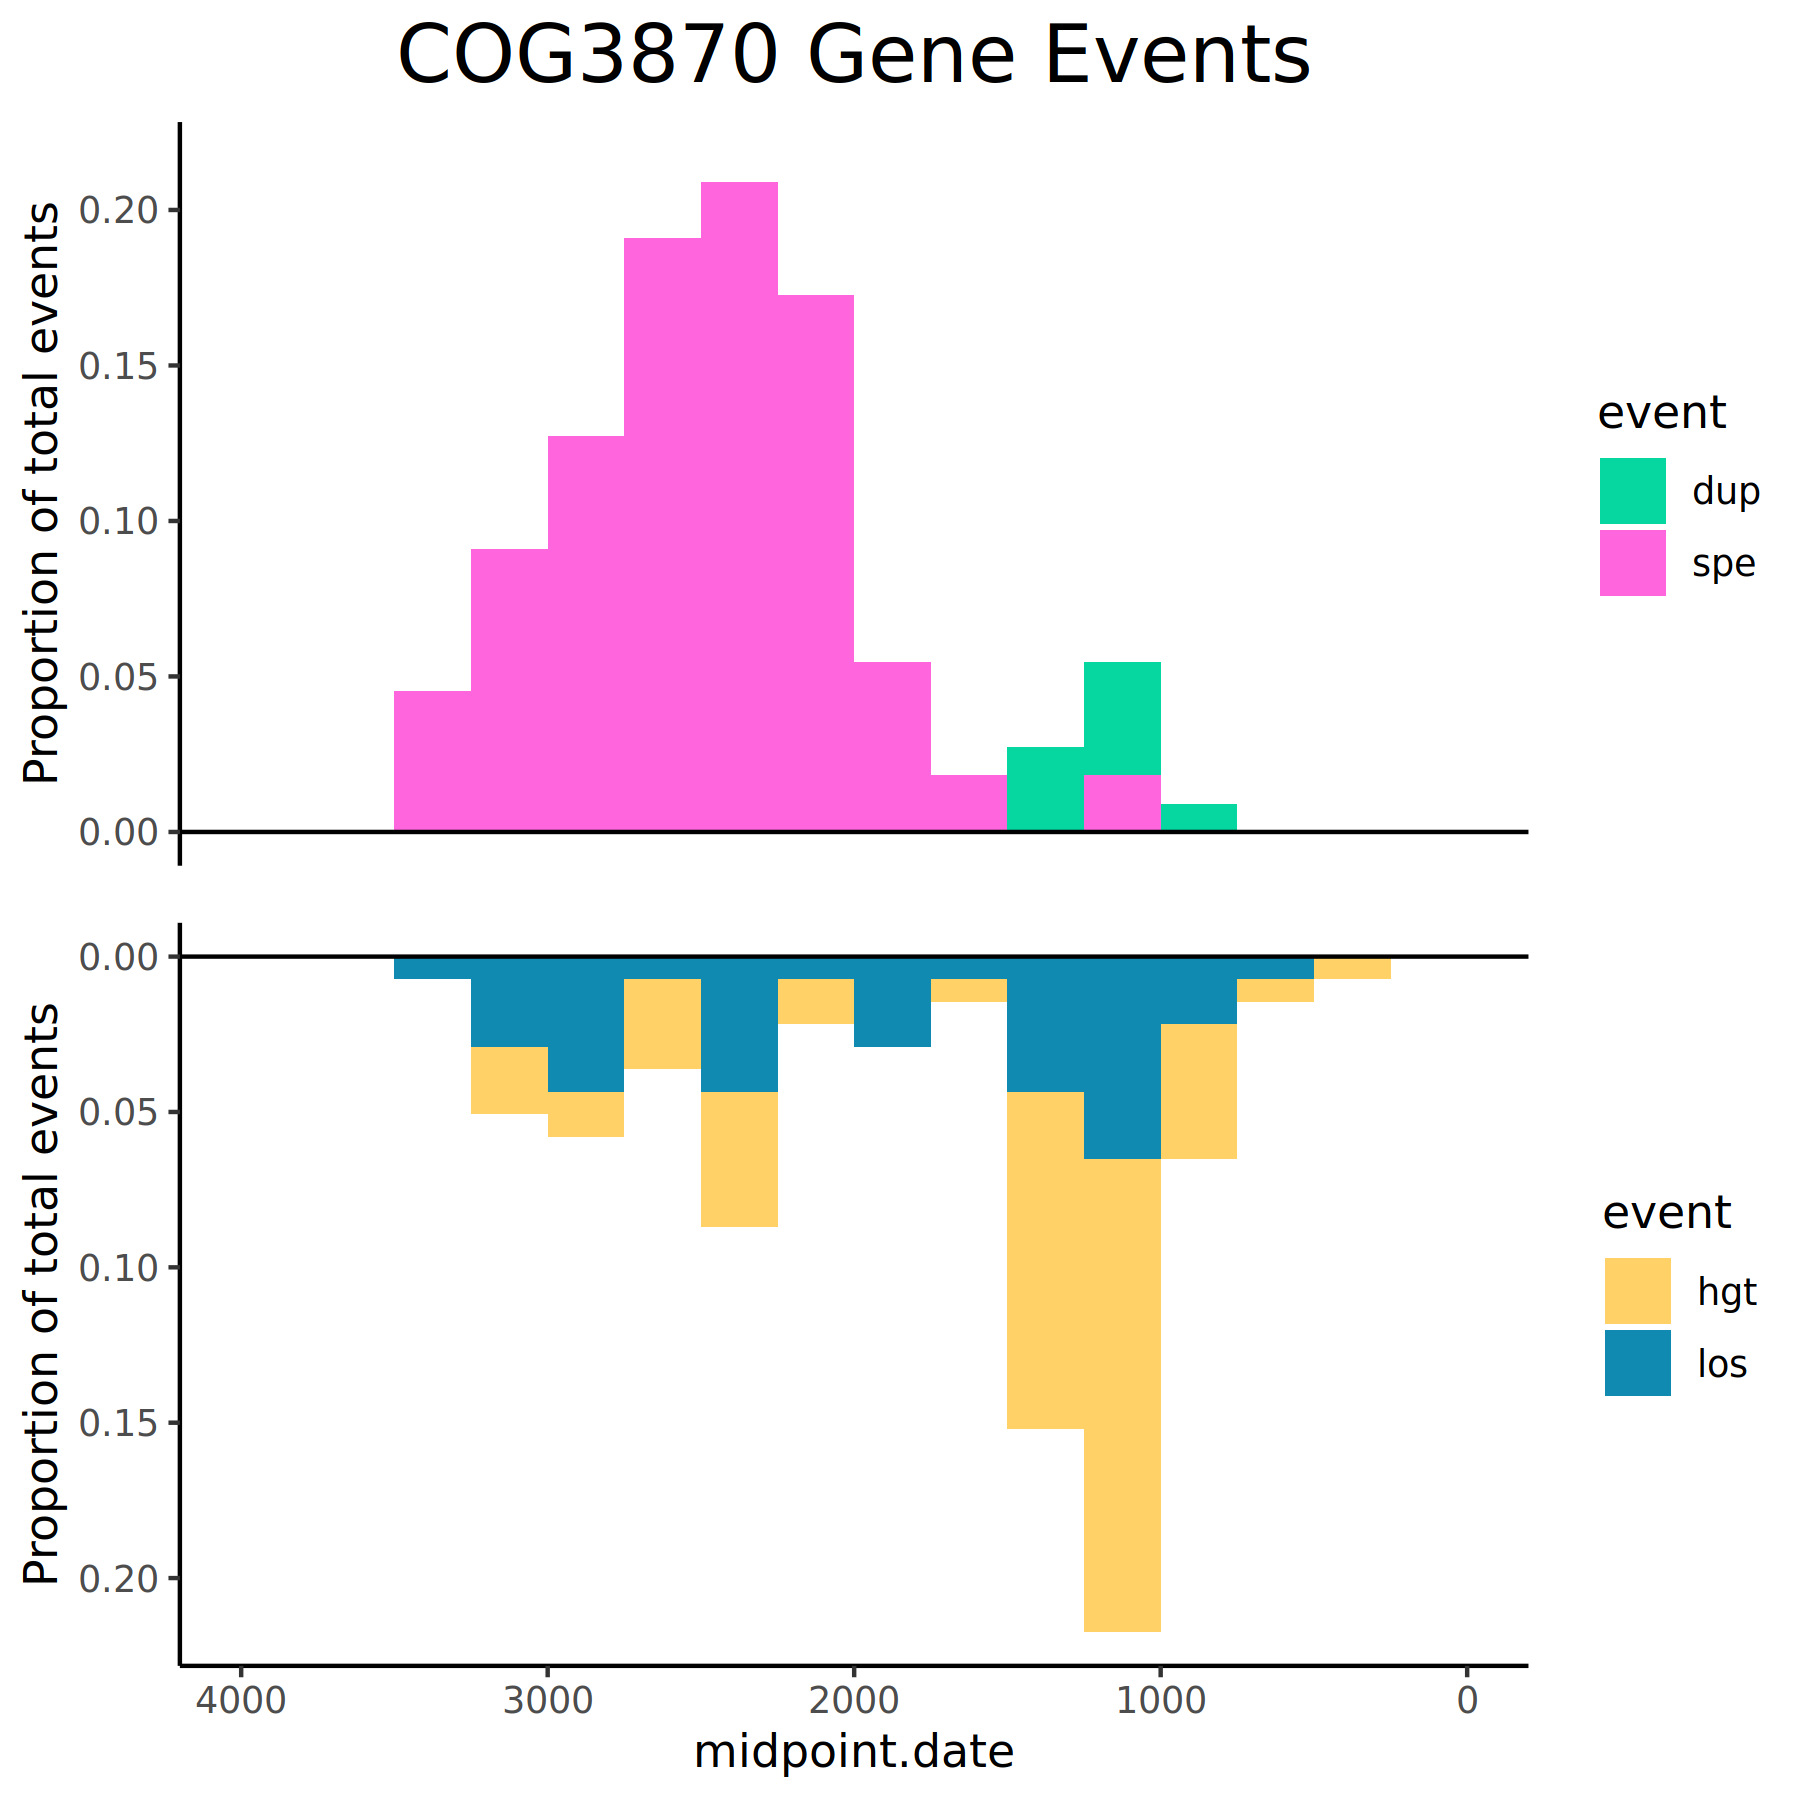 COG3870 Gene Events
Proportion of total events
0.20
0.15
0.10
0.05
0.00
event
dup
spe
Proportion of total events
0.00
0.05
0.10
0.15
0.20
event
hgt
los
4000 3000 2000 1000 0
midpoint.date